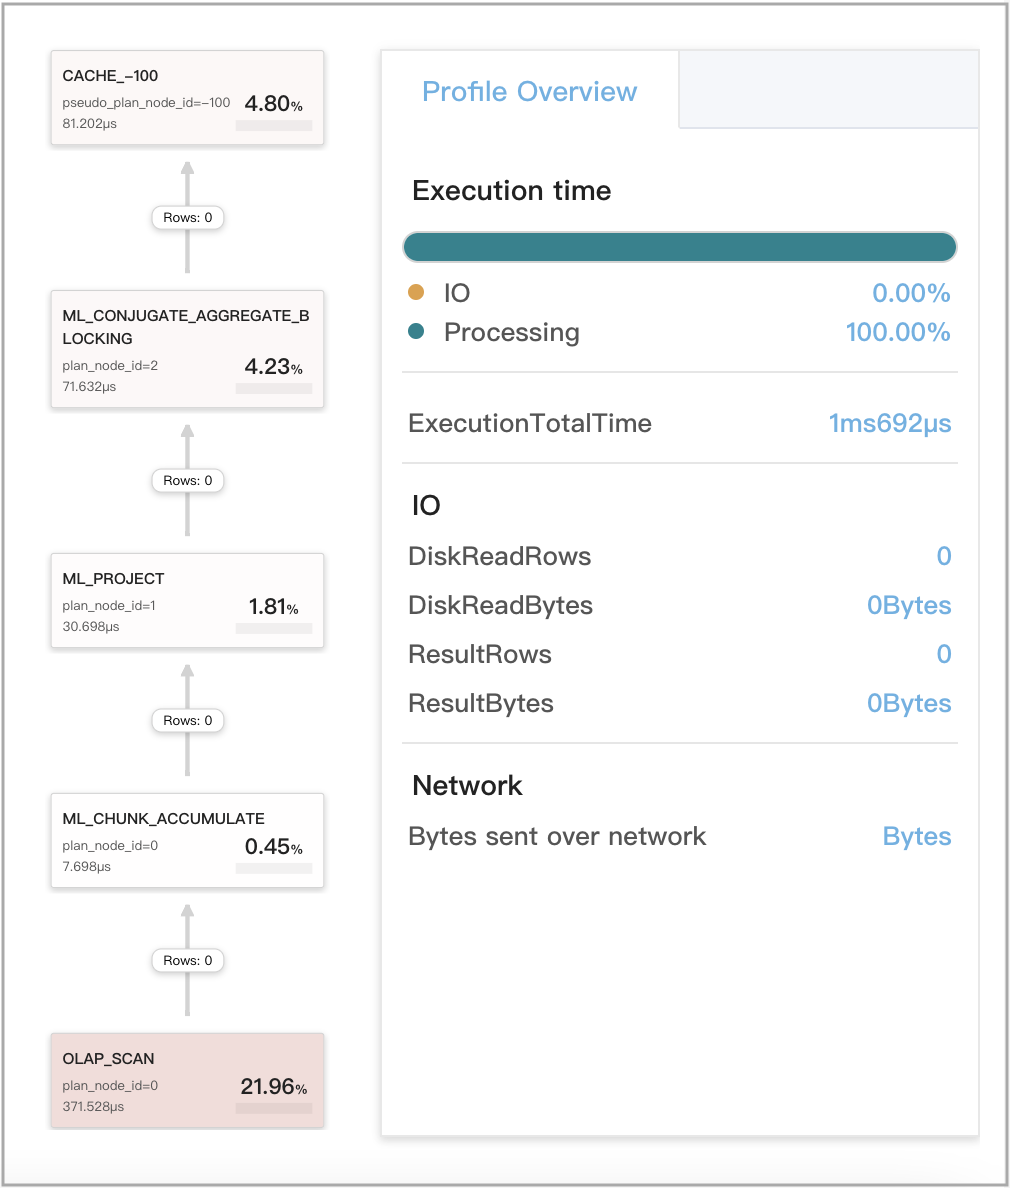 CACHE_-100
pseudo_plan_node_id=-100
4.80%
81.202μs
Rows: 0
ML_CONJUGATE_AGGREGATE_B
LOCKING
plan_node_id=2
4.23%
71.632μs
Rows: 0
ML_PROJECT
plan_node_id=1
1.81%
30.698μs
Rows: 0
ML_CHUNK_ACCUMULATE
plan_node_id=0
0.45%
7.698μs
Rows: 0
OLAP_SCAN
plan_node_id=0
21.96%
371.528μs
Profile Overview
Execution time
IO 0.00%
Processing 100.00%
ExecutionTotalTime 1ms692μs
IO
DiskReadRows 0
DiskReadBytes 0Bytes
ResultRows 0
ResultBytes 0Bytes
Network
Bytes sent over network Bytes